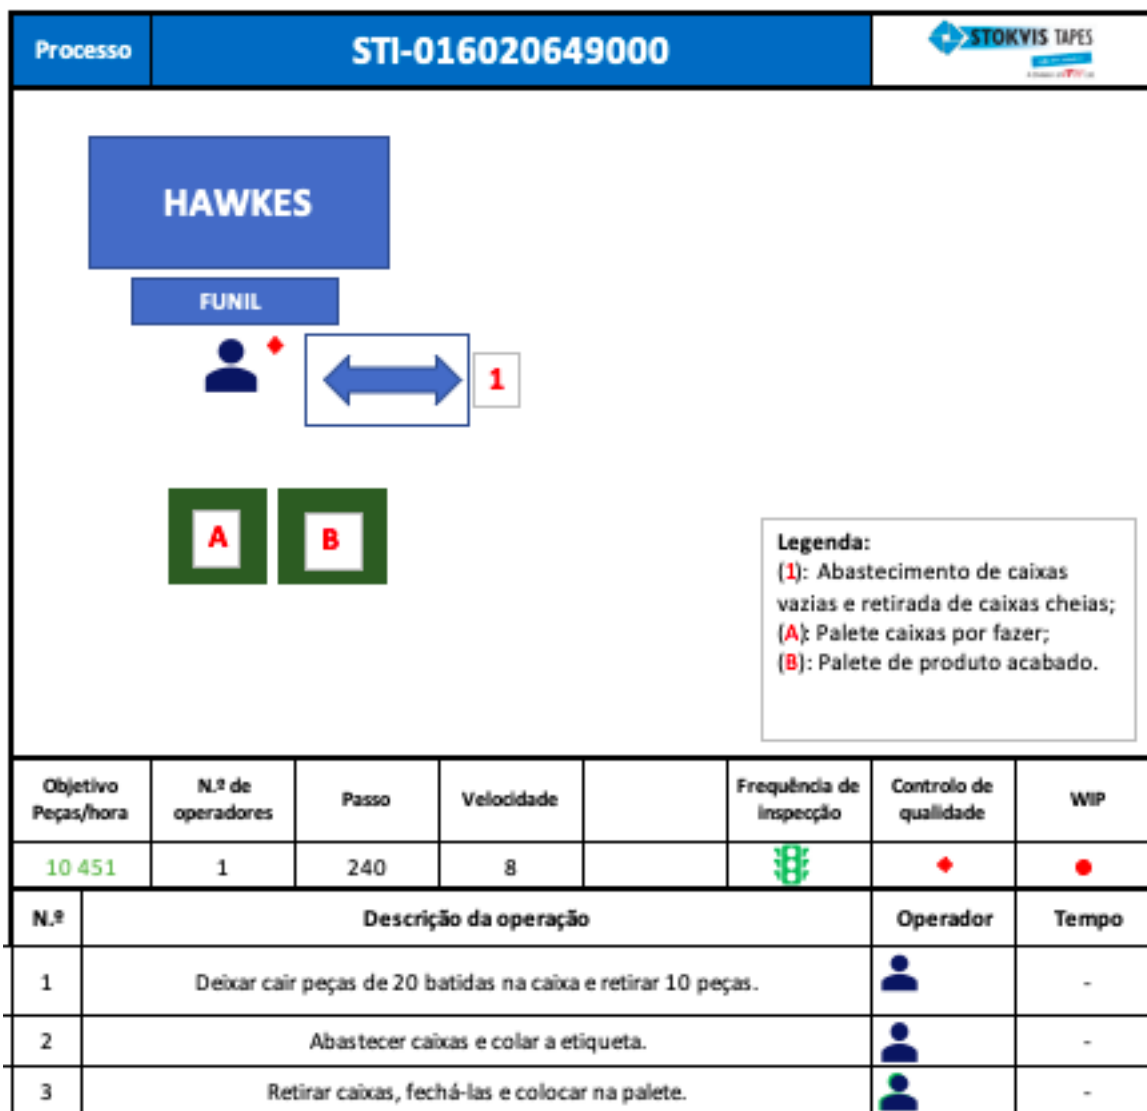 Processo
STI-016020649000
STOKVIS TAPES
HAWKES
FUNIL
1
A
B
Legenda:
(1): Abastecimento de caixas
vazias e retirada de caixas cheias;
(A): Palete caixas por fazer;
(B): Palete de produto acabado.
Objetivo
Peças/hora
N.º de
operadores
Passo
Velocidade
Frequência de
inspecção
Controlo de
qualidade
WIP
10 451
1
240
8
N.º
Descrição da operação
Operador
Tempo
1
Deixar cair peças de 20 batidas na caixa e retirar 10 peças.
-
2
Abastecer caixas e colar a etiqueta.
-
3
Retirar caixas, fechá-las e colocar na palete.
-